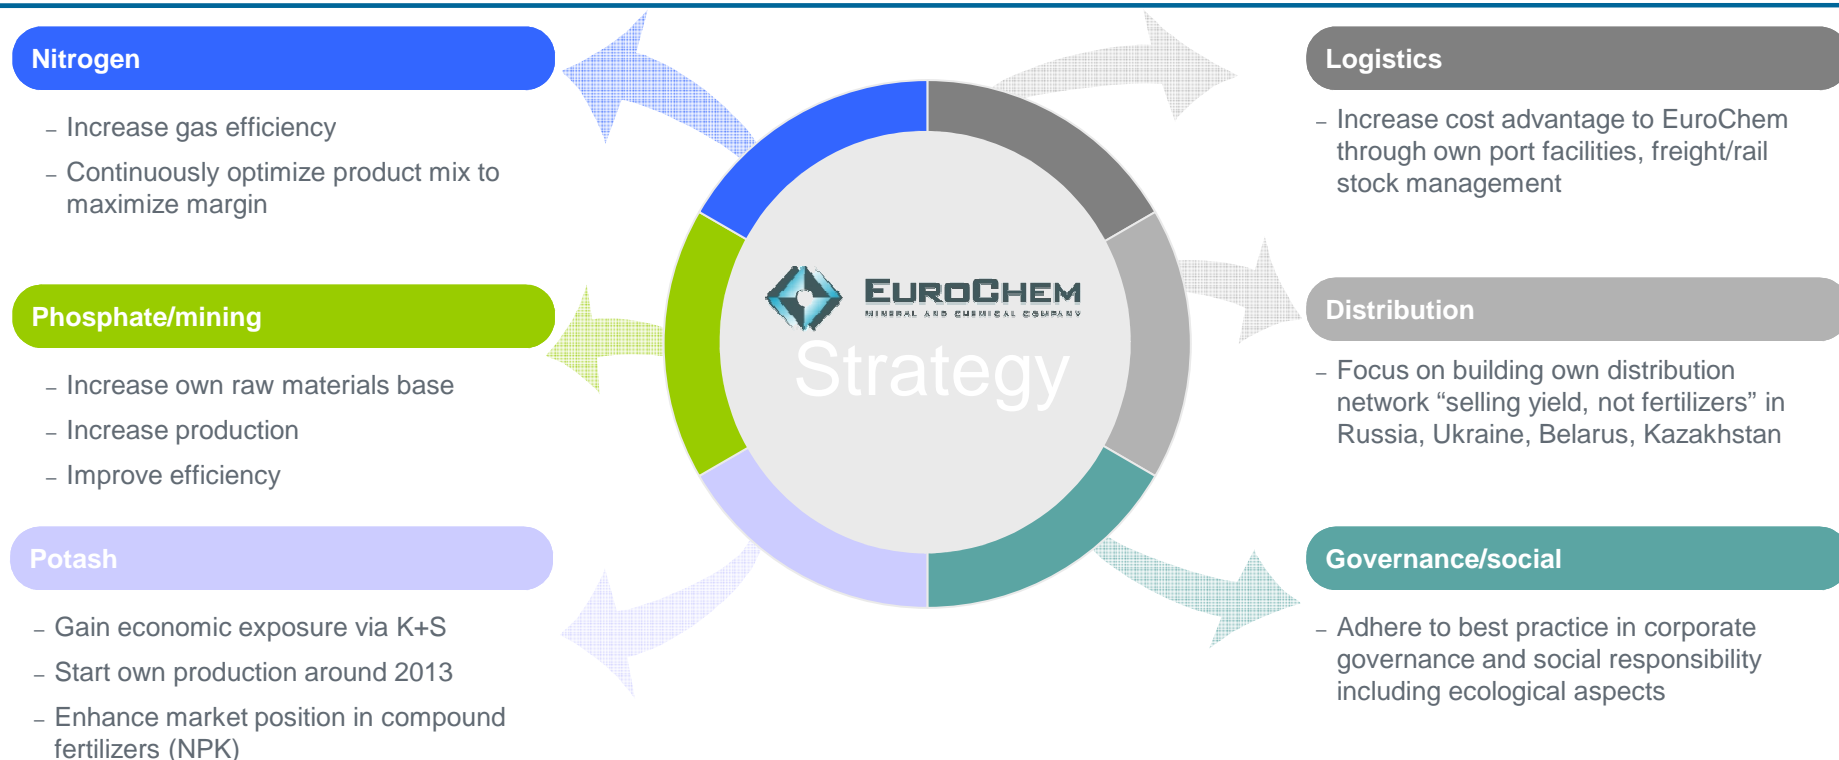 Nitrogen
– Increase gas efficiency
– Continuously optimize product mix to
maximize margin
Phosphate/mining
– Increase own raw materials base
– Increase production
– Improve efficiency
Potash
– Gain economic exposure via K+S
– Start own production around 2013
– Enhance market position in compound
fertilizers (NPK)
EUROCHEM
MINERAL AND CHEMICAL COMPANY
Strategy
Logistics
– Increase cost advantage to EuroChem
through own port facilities, freight/rail
stock management
Distribution
– Focus on building own distribution
network “selling yield, not fertilizers” in
Russia, Ukraine, Belarus, Kazakhstan
Governance/social
– Adhere to best practice in corporate
governance and social responsibility
including ecological aspects